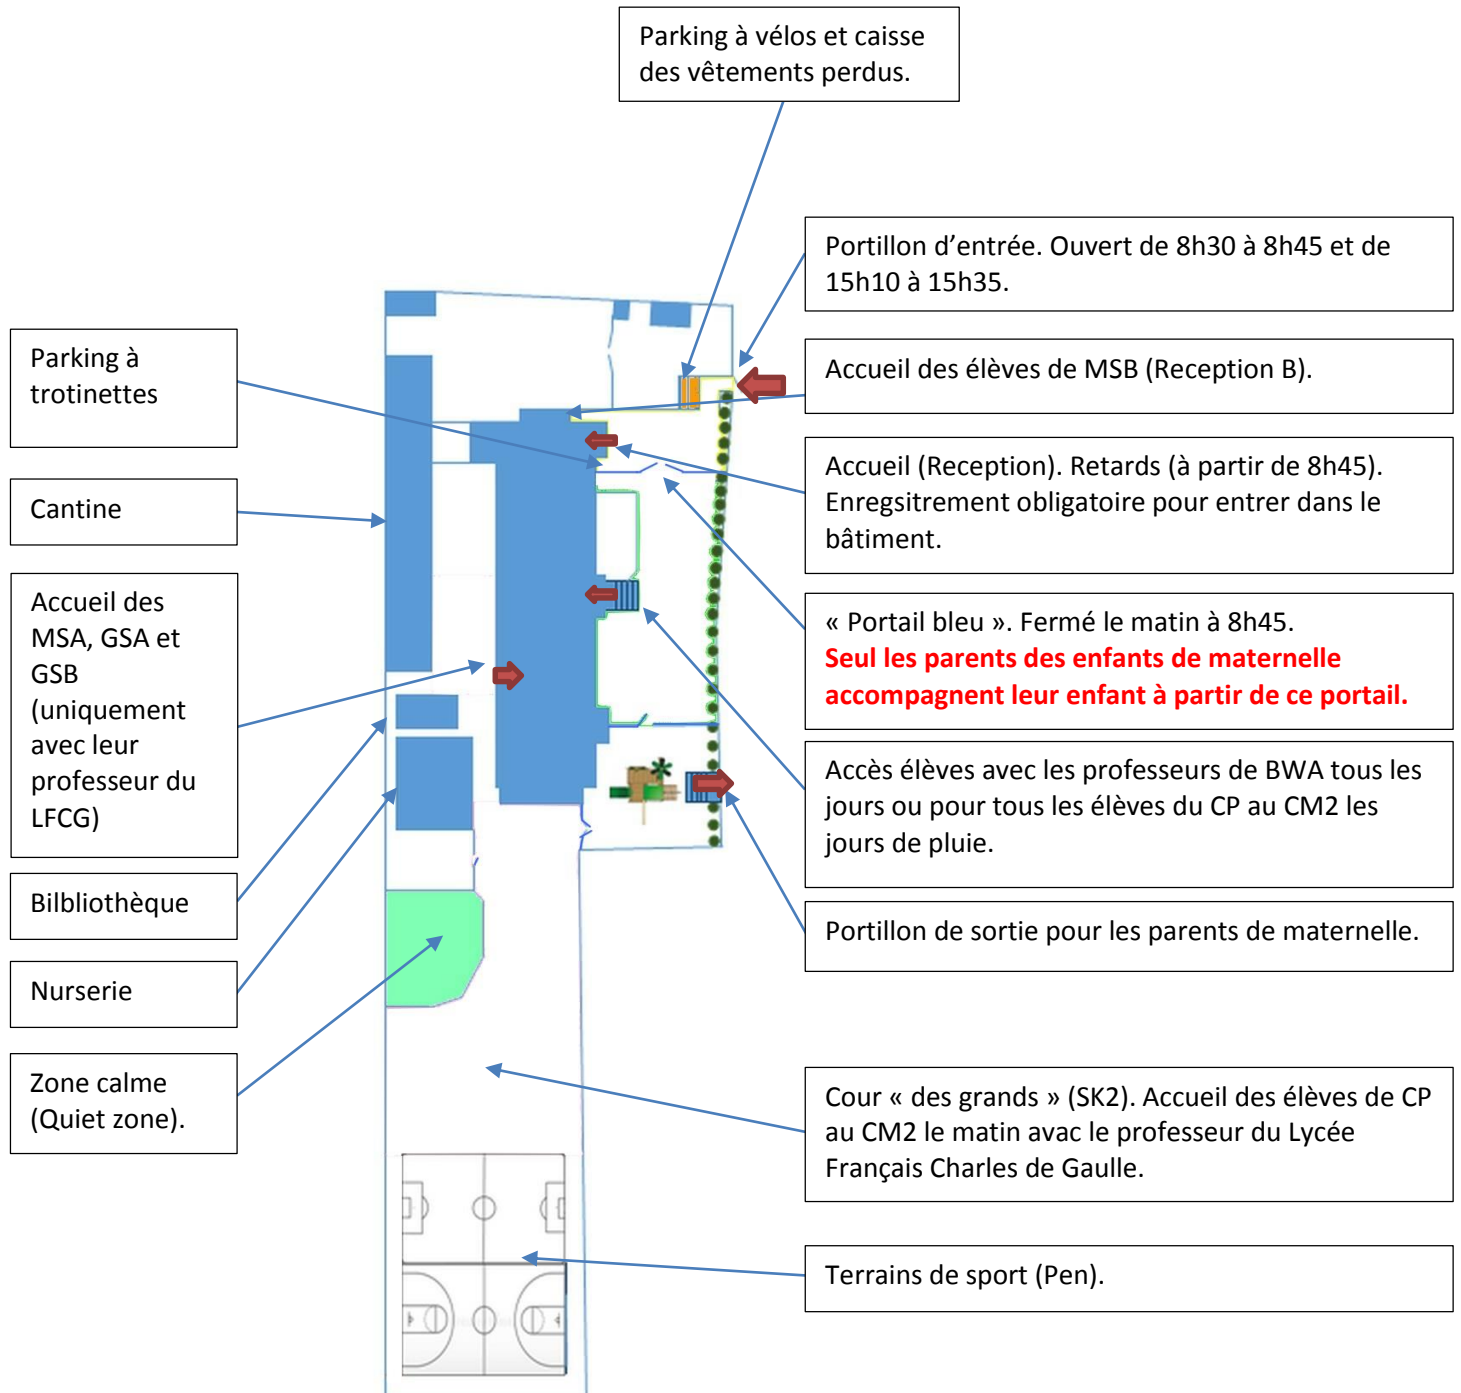 Parking à vélos et caisse
des vêtements perdus.
Portillon d’entrée. Ouvert de 8h30 à 8h45 et de
15h10 à 15h35.
Parking à
trotinettes
Accueil des élèves de MSB (Reception B).
Accueil (Reception). Retards (à partir de 8h45).
Enregsitrement obligatoire pour entrer dans le
bâtiment.
Cantine
Accueil des
MSA, GSA et
GSB
(uniquement
avec leur
professeur du
LFCG)
« Portail bleu ». Fermé le matin à 8h45.
Seul les parents des enfants de maternelle
accompagnent leur enfant à partir de ce portail.
Accès élèves avec les professeurs de BWA tous les
jours ou pour tous les élèves du CP au CM2 les
jours de pluie.
Bilbliothèque
Portillon de sortie pour les parents de maternelle.
Nurserie
Zone calme
(Quiet zone).
Cour « des grands » (SK2). Accueil des élèves de CP
au CM2 le matin avac le professeur du Lycée
Français Charles de Gaulle.
Terrains de sport (Pen).